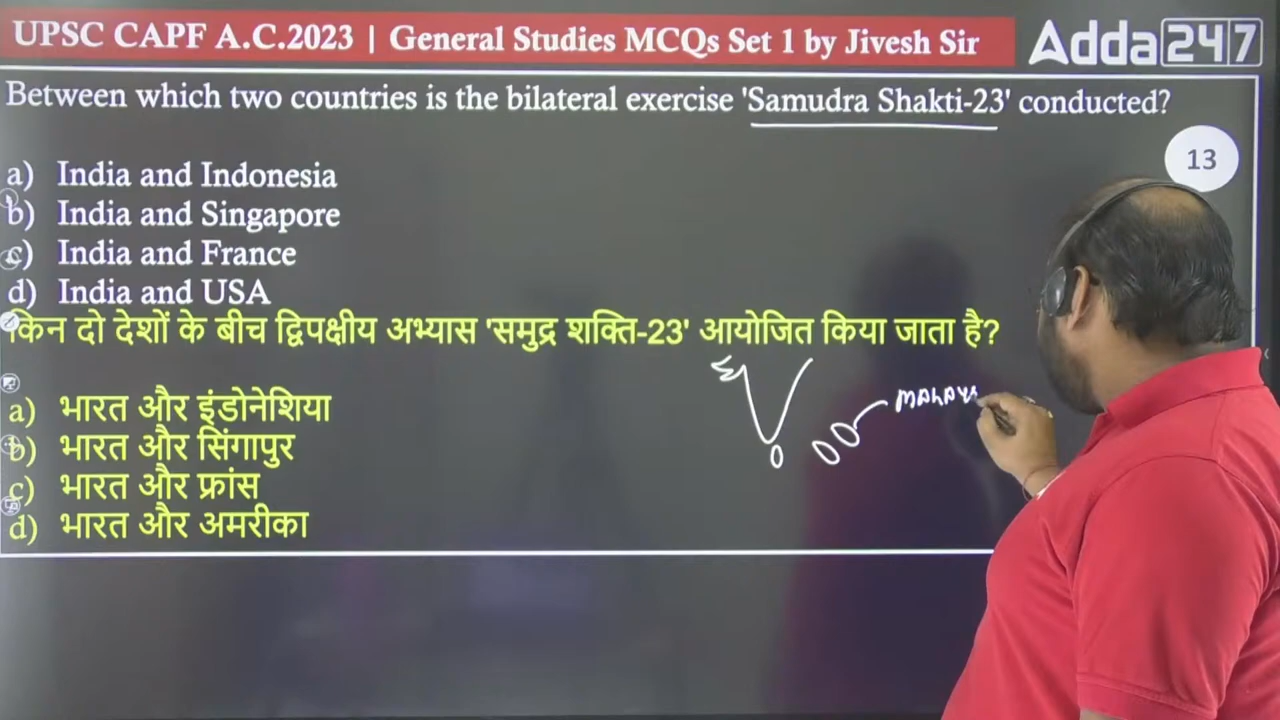 UPSC CAPF A.C.2023 | General Studies MCQs Set 1 by Jivesh Sir
Adda247
Between which two countries is the bilateral exercise 'Samudra Shakti-23' conducted?
13
a) India and Indonesia
b) India and Singapore
c) India and France
d) India and USA
किन दो देशों के बीच द्विपक्षीय अभ्यास 'समुद्र शक्ति-23' आयोजित किया जाता है?
MALAYS
a) भारत और इंडोनेशिया
b) भारत और सिंगापुर
c) भारत और फ्रांस
d) भारत और अमरीका